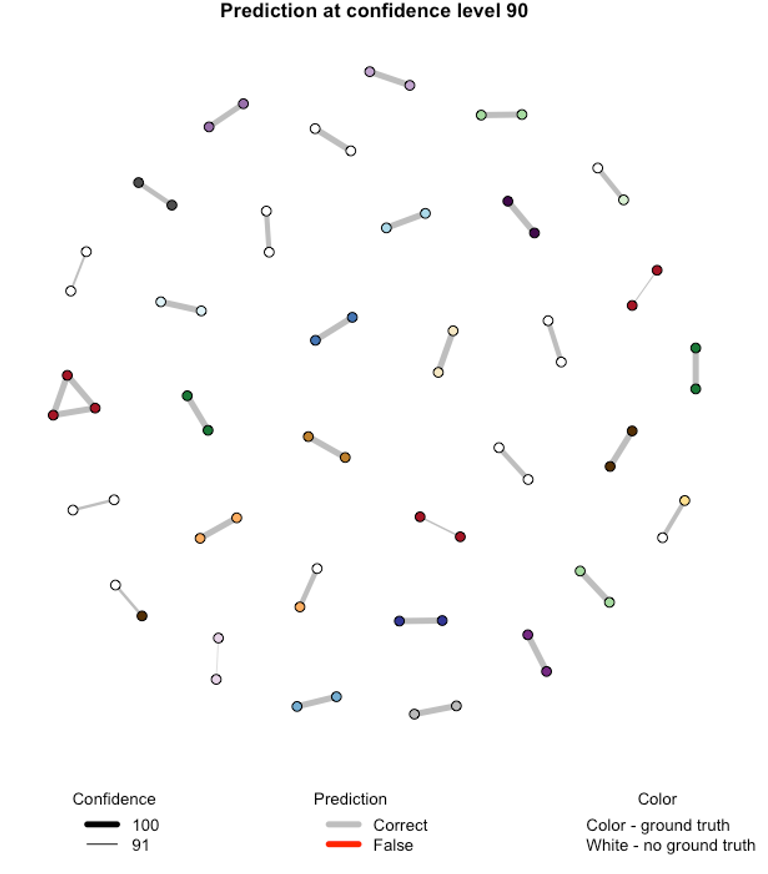 Prediction at confidence level 90
Confidence
100
91
Prediction
Correct
False
Color
Color - ground truth
White - no ground truth